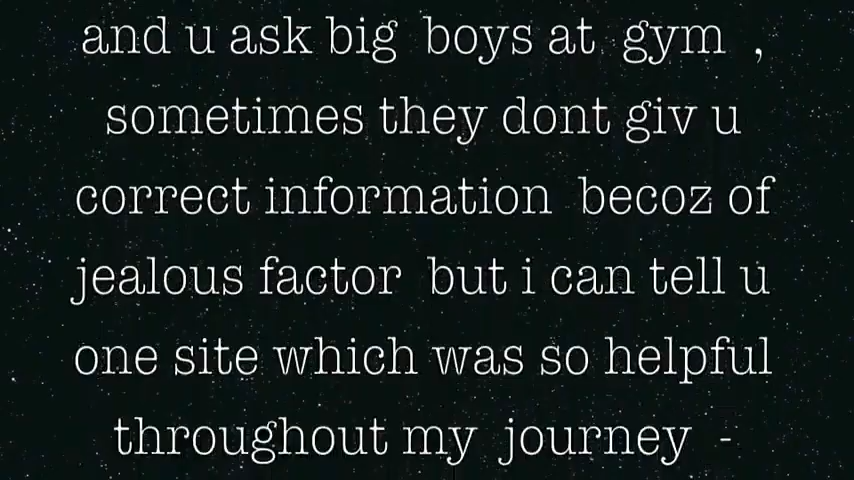 and u ask big boys at gym ,
sometimes they dont giv u
correct information becoz of
jealous factor but i can tell u
one site which was so helpful
throughout my journey -